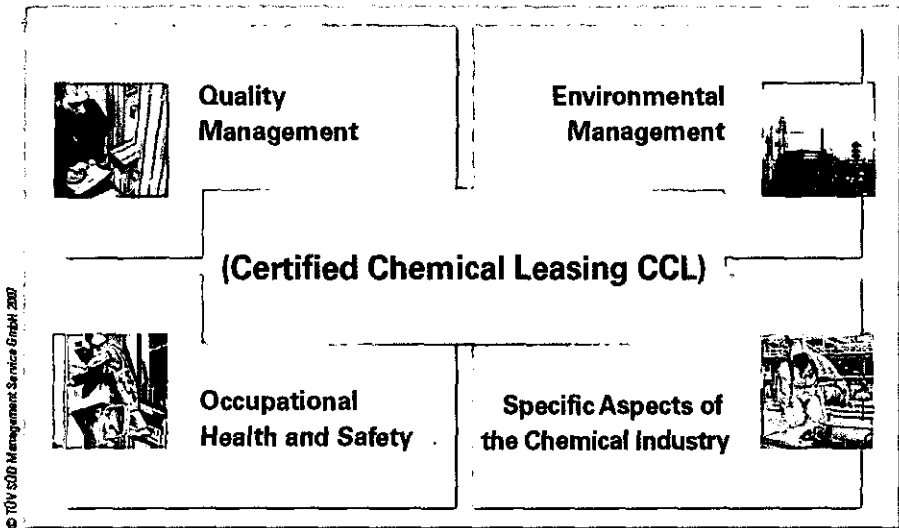 Quality
Management
Environmental
Management
(Certified Chemical Leasing CCL)
Occupational
Health and Safety
Specific Aspects of
the Chemical Industry
© TÜV SÜD Management Service GmbH 2007